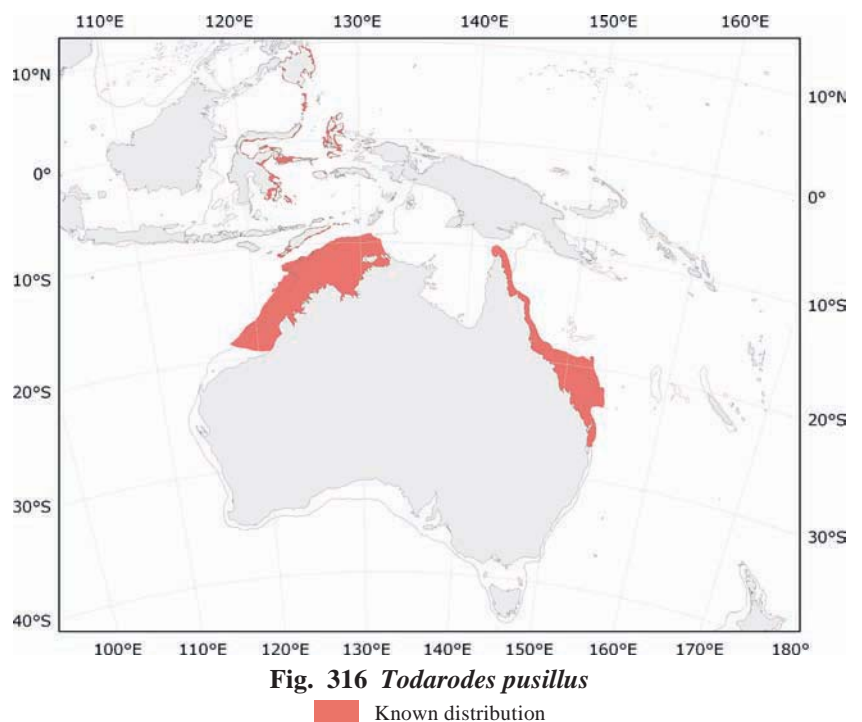 110°E 120°E 130°E 140°E 150°E 160°E
10°N 10°N
0° 0°
10°S 10°S
20°S 20°S
30°S 30°S
40°S
100°E 110°E 120°E 130°E 140°E 150°E 160°E 170°E 180°
Fig. 316 Todarodes pusillus
Known distribution